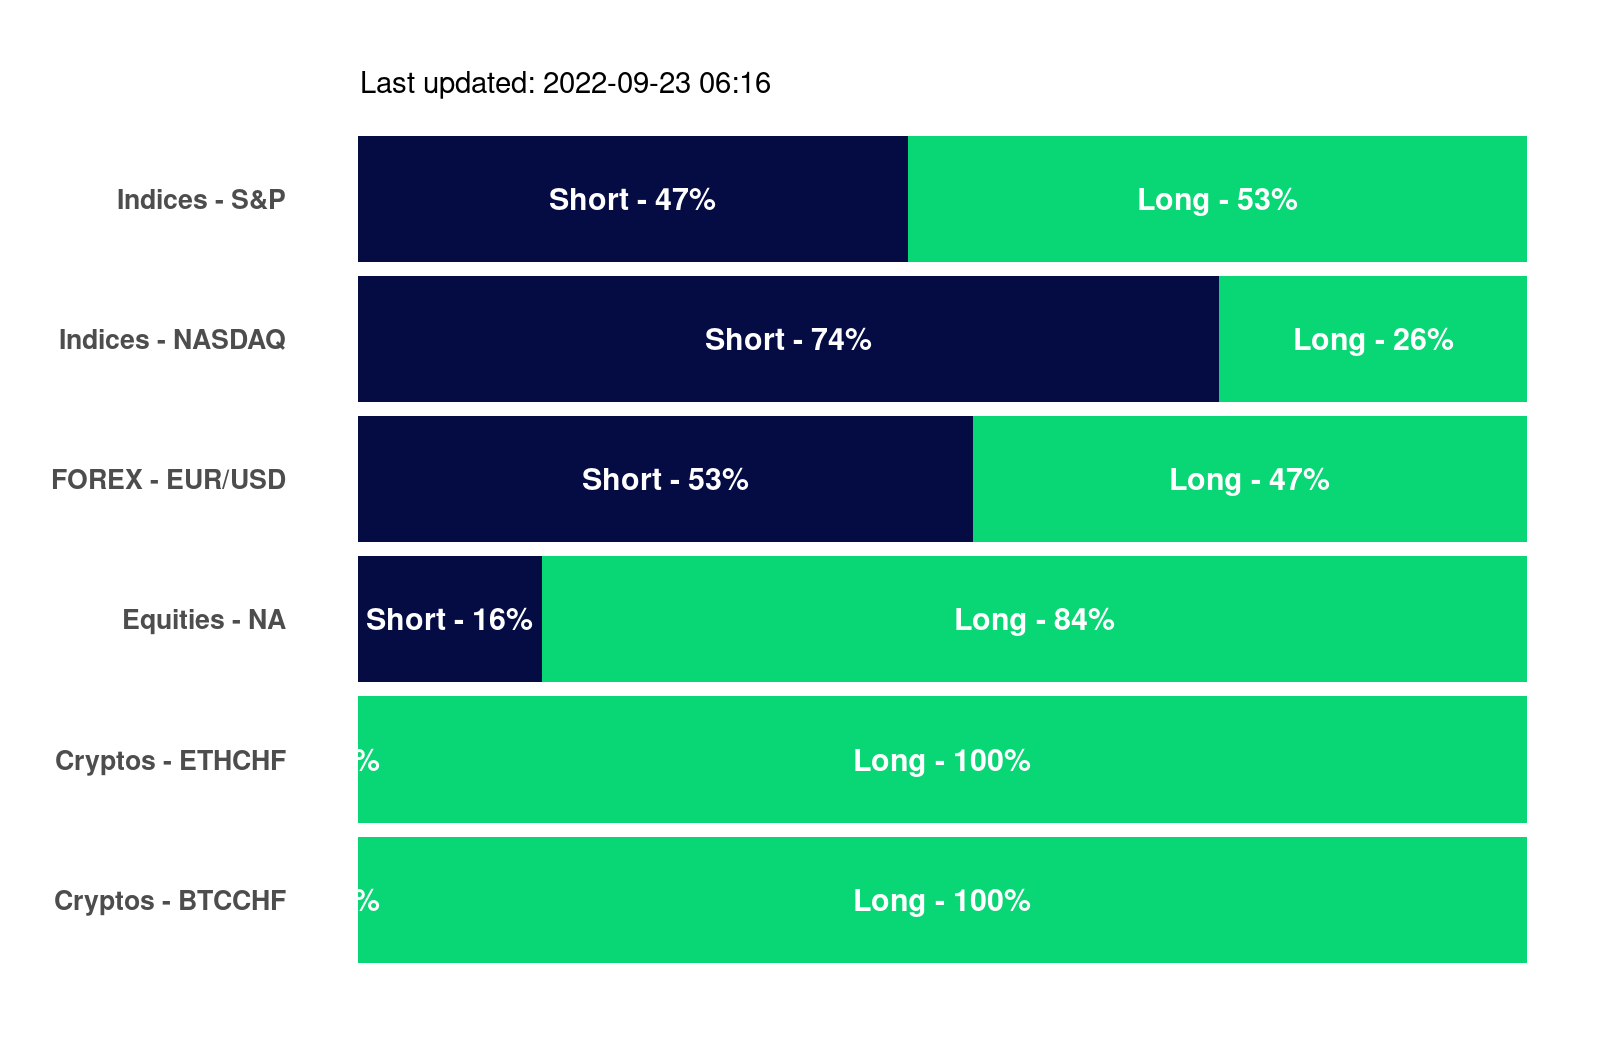 Last updated: 2022-09-23 06:16
Indices - S&P
Short - 47%
Long - 53%
Indices - NASDAQ
Short - 74%
Long - 26%
FOREX - EUR/USD
Short - 53%
Long - 47%
Equities - NA
Short - 16%
Long - 84%
Cryptos - ETHCHF
%
Long - 100%
Cryptos - BTCCHF
%
Long - 100%